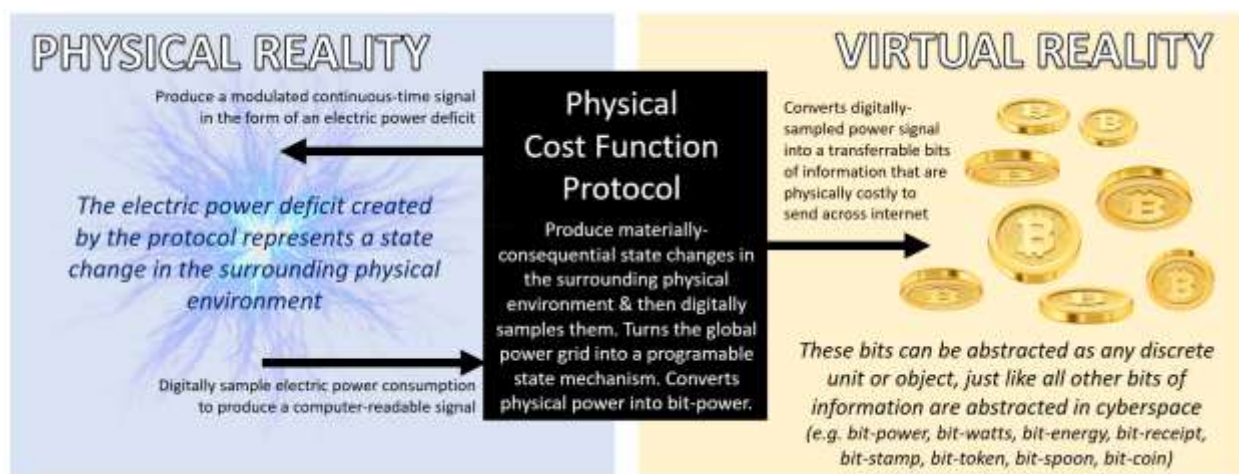 PHYSICAL REALITY
Produce a modulated continuous-time signal
in the form of an electric power deficit
The electric power deficit created
by the protocol represents a state
change in the surrounding physical
environment
Digitally sample electric power consumption
to produce a computer-readable signal
Physical
Cost Function
Protocol
Produce materially-
consequential state changes in
the surrounding physical
environment & then digitally
samples them. Turns the global
power grid into a programable
state mechanism. Converts
physical power into bit-power.
VIRTUAL REALITY
Converts digitally-
sampled power signal
into a transferrable bits
of information that are
physically costly to
send across internet
These bits can be abstracted as any discrete
unit or object, just like all other bits of
information are abstracted in cyberspace
(e.g. bit-power, bit-watts, bit-energy, bit-receipt,
bit-stamp, bit-token, bit-spoon, bit-coin)